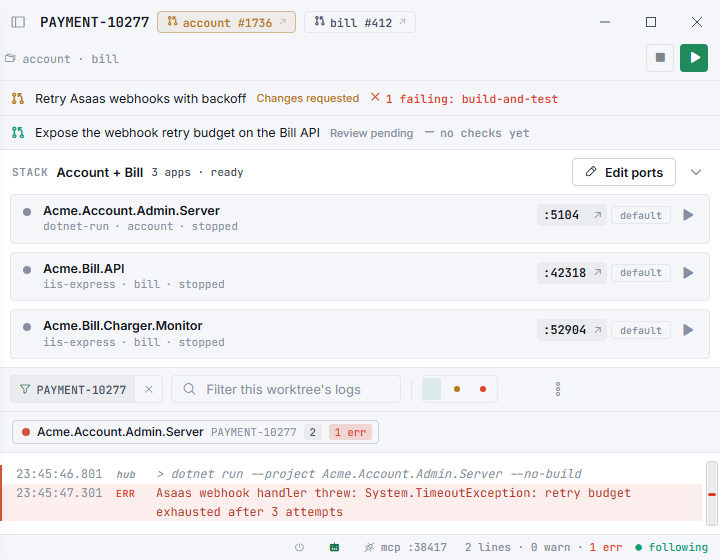 PAYMENT-10277 account #1736 ↗ bill #412 ↗
account · bill
Retry Asaas webhooks with backoff Changes requested × 1 failing: build-and-test
Expose the webhook retry budget on the Bill API Review pending — no checks yet
STACK Account + Bill 3 apps · ready Edit ports
Acme.Account.Admin.Server :5104 ↗ default
dotnet-run · account · stopped
Acme.Bill.API :42318 ↗ default
iis-express · bill · stopped
Acme.Bill.Charger.Monitor :52904 ↗ default
iis-express · bill · stopped
PAYMENT-10277 × Filter this worktree's logs
Acme.Account.Admin.Server PAYMENT-10277 2 1 err
23:45:46.801 hub > dotnet run --project Acme.Account.Admin.Server --no-build
23:45:47.301 ERR Asaas webhook handler threw: System.TimeoutException: retry budget
exhausted after 3 attempts
mcp :38417 2 lines · 0 warn · 1 err following